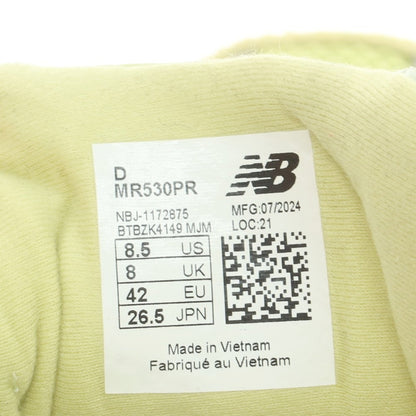 D
MR530PR
NB
NBJ-1172875
BTBZK4149 MJM
MFG:07/2024
LOC:21
8.5 US
8 UK
42 EU
26.5 JPN
Made in Vietnam
Fabriqué au Vietnam